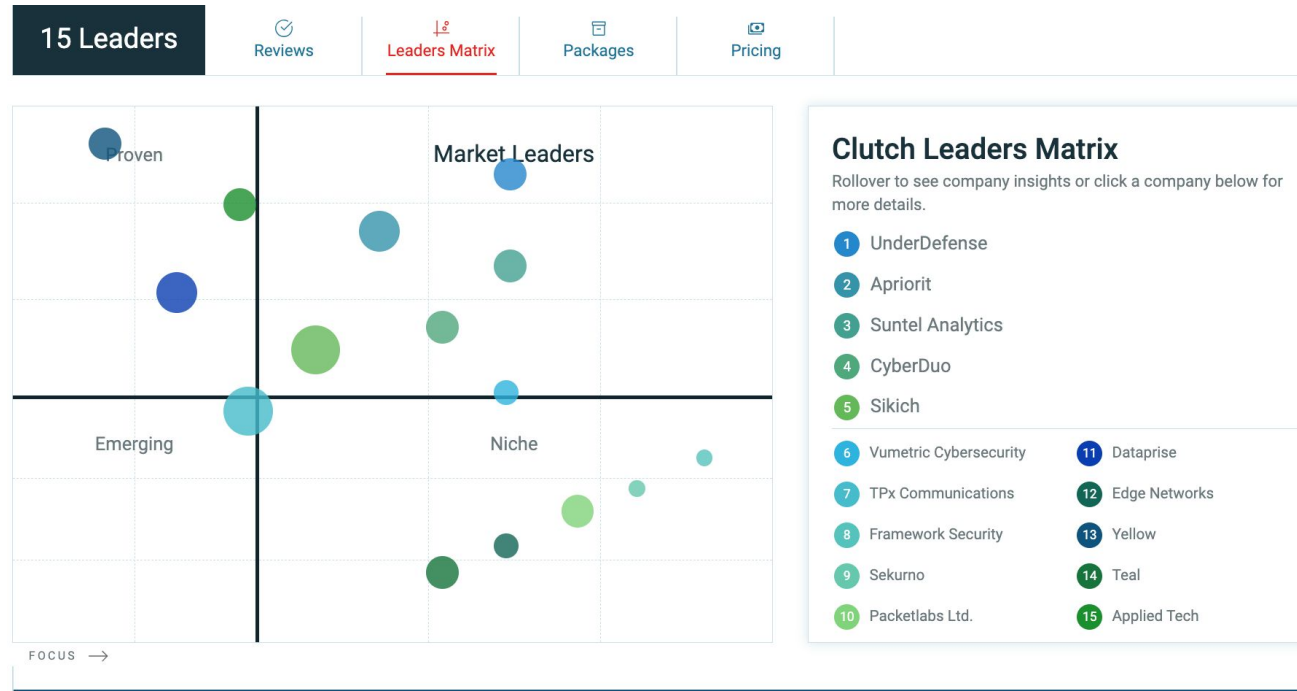 15 Leaders
Reviews
Leaders Matrix
Packages
Pricing
Proven
Market Leaders
Emerging
Niche
FOCUS
Clutch Leaders Matrix
Rollover to see company insights or click a company below for
more details.
1 UnderDefense
2 Apriorit
3 Suntel Analytics
4 CyberDuo
5 Sikich
6 Vumetric Cybersecurity
7 TPx Communications
8 Framework Security
9 Sekurno
10 Packetlabs Ltd.
11 Dataprise
12 Edge Networks
13 Yellow
14 Teal
15 Applied Tech